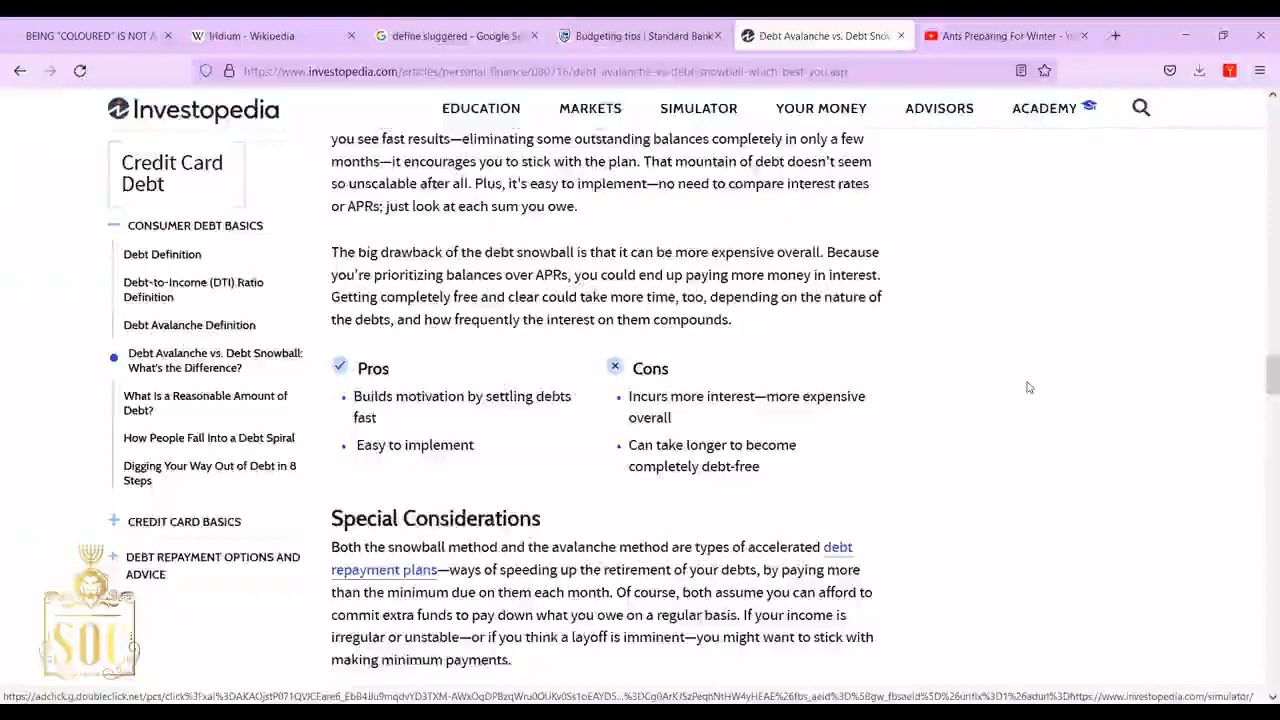 BEING "COLOURED" IS NOT A
Iridium - Wikipedia
define sluggered - Google Se
Budgeting tips | Standard Bank
Debt Avalanche vs. Debt Snow
Ants Preparing For Winter - Yo
Investopedia
EDUCATION
MARKETS
SIMULATOR
YOUR MONEY
ADVISORS
ACADEMY
Credit Card
Debt
CONSUMER DEBT BASICS
Debt Definition
Debt-to-Income (DTI) Ratio
Definition
Debt Avalanche Definition
Debt Avalanche vs. Debt Snowball:
What's the Difference?
What Is a Reasonable Amount of
Debt?
How People Fall Into a Debt Spiral
Digging Your Way Out of Debt in 8
Steps
CREDIT CARD BASICS
DEBT REPAYMENT OPTIONS AND
ADVICE
SOC
you see fast results—eliminating some outstanding balances completely in only a few
months—it encourages you to stick with the plan. That mountain of debt doesn't seem
so unscalable after all. Plus, it's easy to implement—no need to compare interest rates
or APRs; just look at each sum you owe.
The big drawback of the debt snowball is that it can be more expensive overall. Because
you're prioritizing balances over APRs, you could end up paying more money in interest.
Getting completely free and clear could take more time, too, depending on the nature of
the debts, and how frequently the interest on them compounds.
Pros
Builds motivation by settling debts
fast
Easy to implement
Cons
Incurs more interest—more expensive
overall
Can take longer to become
completely debt-free
Special Considerations
Both the snowball method and the avalanche method are types of accelerated debt
repayment plans—ways of speeding up the retirement of your debts, by paying more
than the minimum due on them each month. Of course, both assume you can afford to
commit extra funds to pay down what you owe on a regular basis. If your income is
irregular or unstable—or if you think a layoff is imminent—you might want to stick with
making minimum payments.